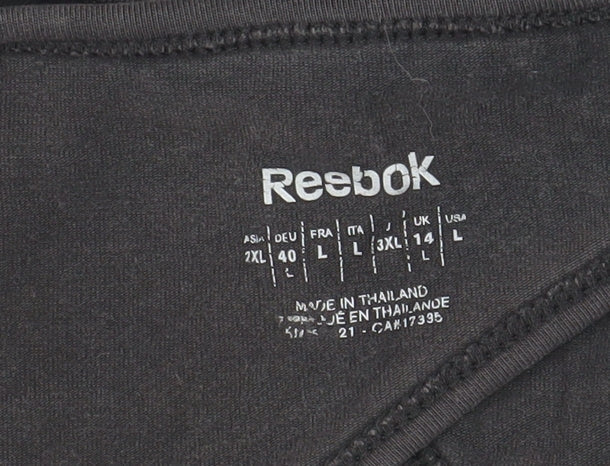 Reebok
ASIA DEU FRA ITA J UK USA
2XL 40 L L 3XL 14 L
L L
MADE IN THAILAND
EN THAILANDE
21 - CA#17395